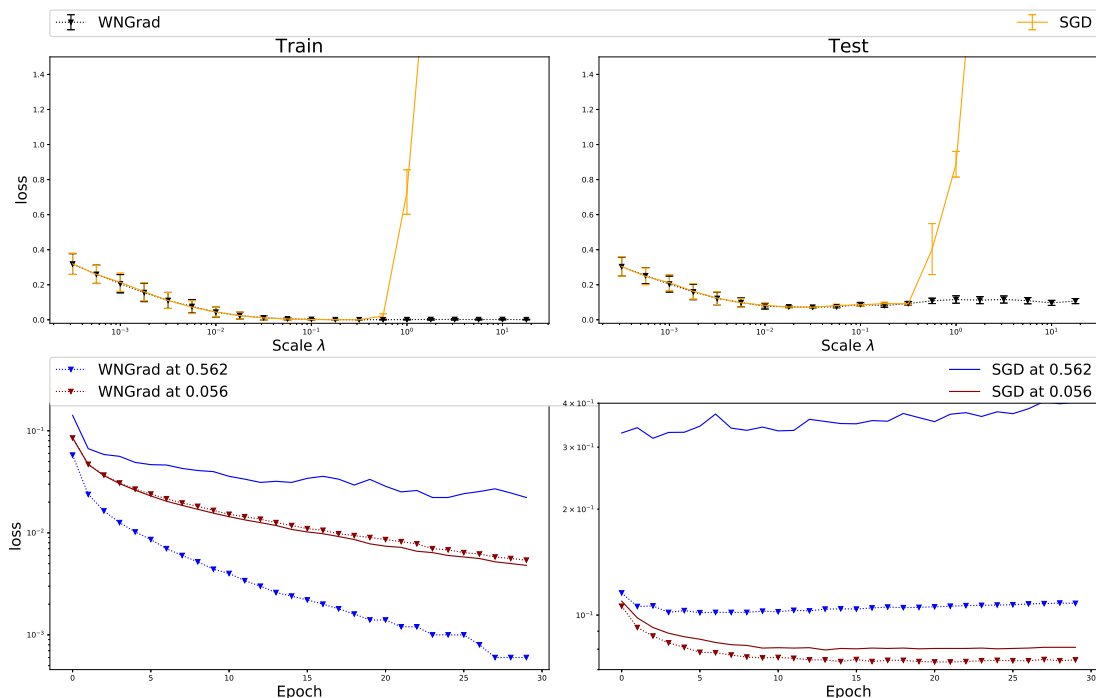 WNGrad SGD
Train Test
1.4
1.2
1.0
0.8
0.6
0.4
0.2
0.0
loss
10⁻³ 10⁻² 10⁻¹ 10⁰ 10¹
Scale λ
1.4
1.2
1.0
0.8
0.6
0.4
0.2
0.0
10⁻³ 10⁻² 10⁻¹ 10⁰ 10¹
Scale λ
WNGrad at 0.562 SGD at 0.562
WNGrad at 0.056 SGD at 0.056
10⁻¹
10⁻²
10⁻³
loss
0 5 10 15 20 25 30
Epoch
4 × 10⁻¹
3 × 10⁻¹
2 × 10⁻¹
10⁻¹
0 5 10 15 20 25 30
Epoch